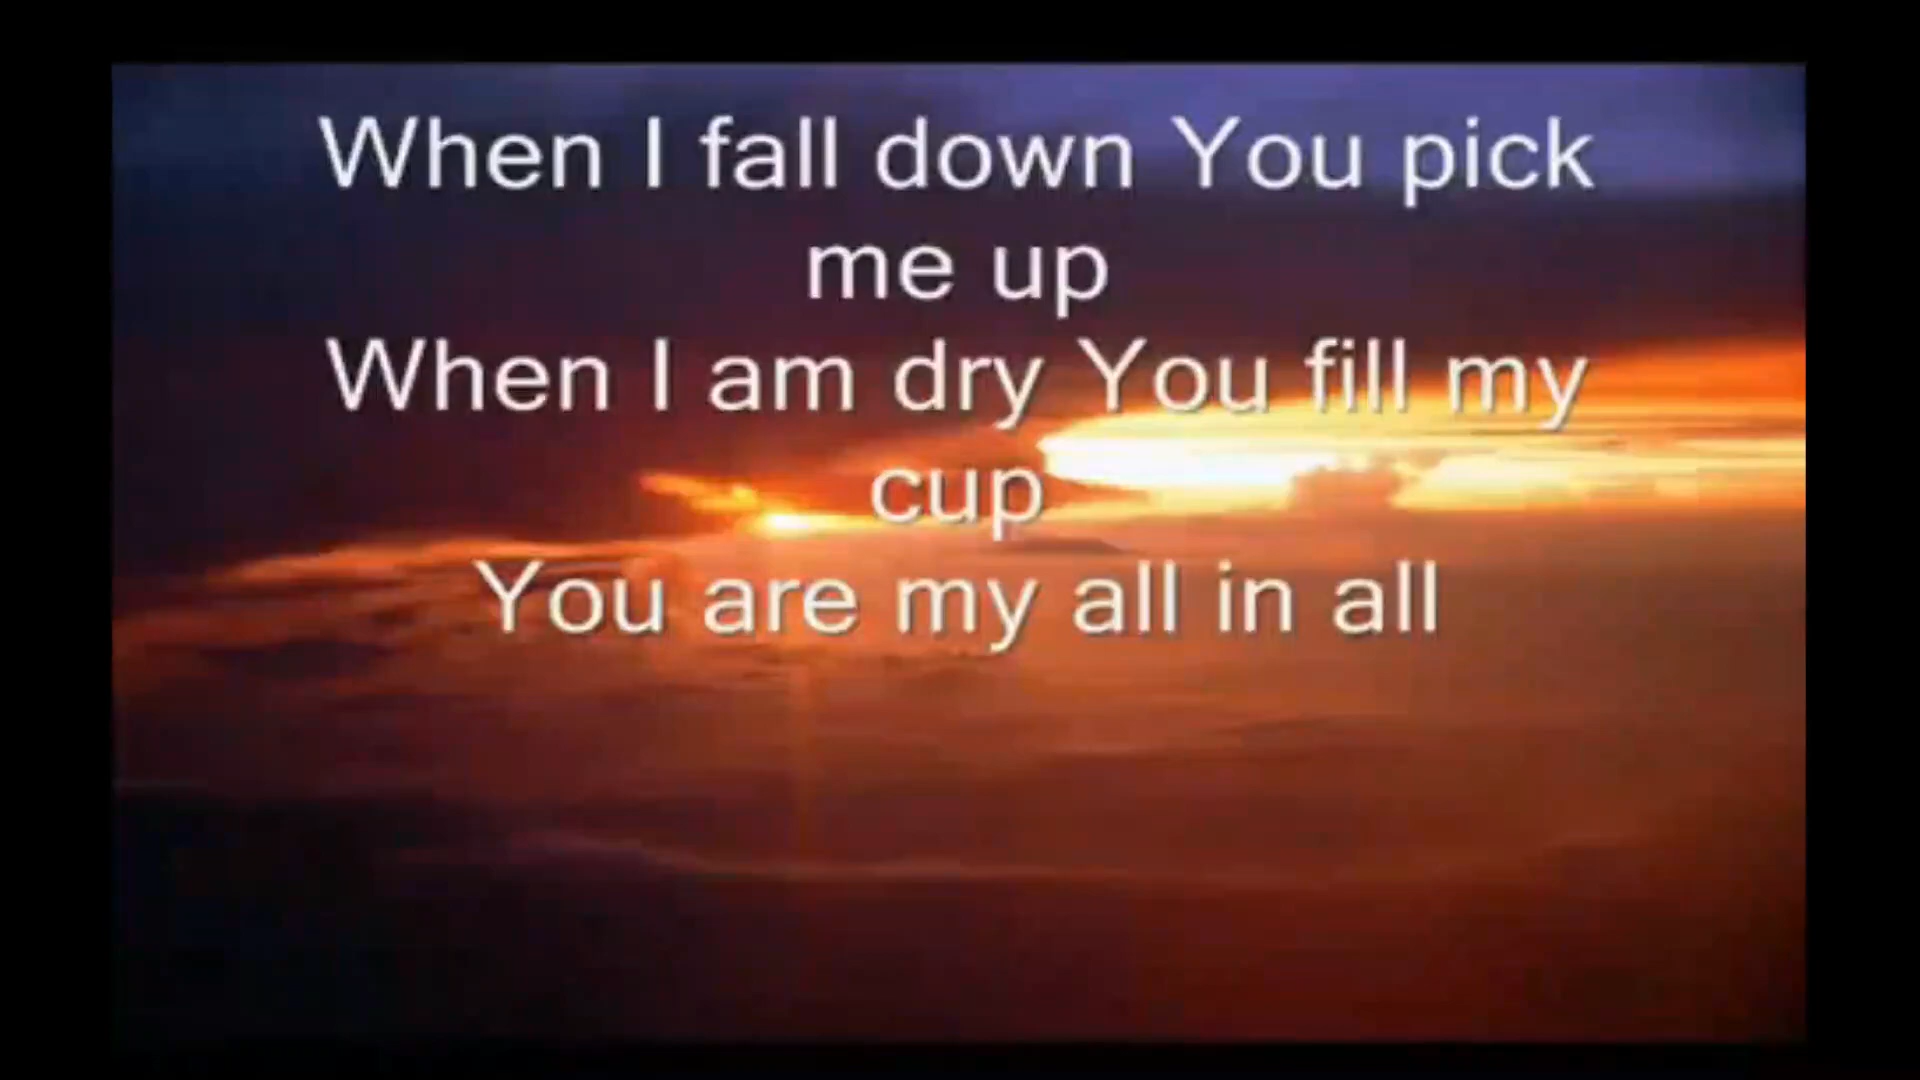 When I fall down You pick
me up
When I am dry You fill my
cup
You are my all in all